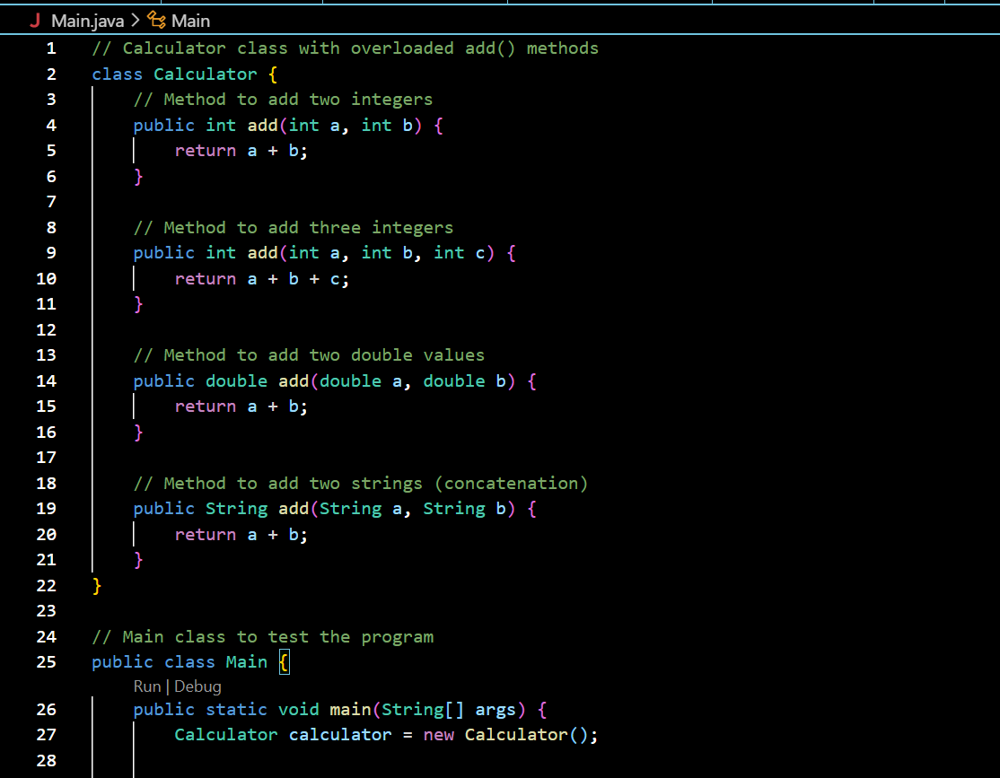 J Main.java > Main
1 // Calculator class with overloaded add() methods
2 class Calculator {
3     // Method to add two integers
4     public int add(int a, int b) {
5         return a + b;
6     }
7
8     // Method to add three integers
9     public int add(int a, int b, int c) {
10         return a + b + c;
11     }
12
13     // Method to add two double values
14     public double add(double a, double b) {
15         return a + b;
16     }
17
18     // Method to add two strings (concatenation)
19     public String add(String a, String b) {
20         return a + b;
21     }
22 }
23
24 // Main class to test the program
25 public class Main {
Run | Debug
26     public static void main(String[] args) {
27         Calculator calculator = new Calculator();
28